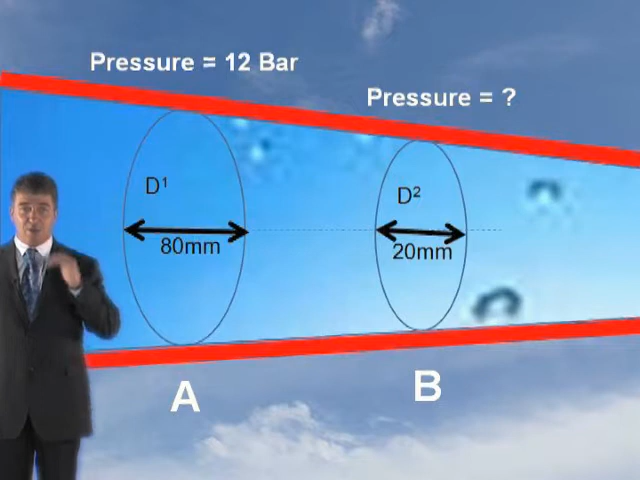 Pressure = 12 Bar
Pressure = ?
D¹
D²
80mm
20mm
A
B